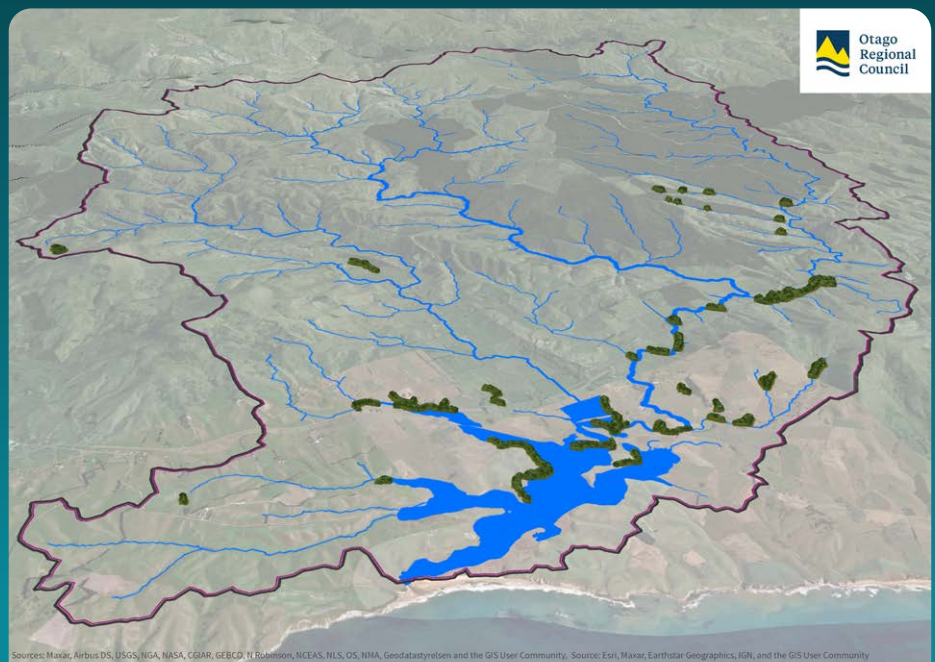 Otago
Regional
Council
Sources: Maxar, Airbus DS, USGS, NGA, NASA, CGIAR, GEBCO, N Robinson, NCEAS, NLS, OS, NMA, Geodatastyrelsen and the GIS User Community, Source: Esri, Maxar, Earthstar Geographics, IGN, and the GIS User Community